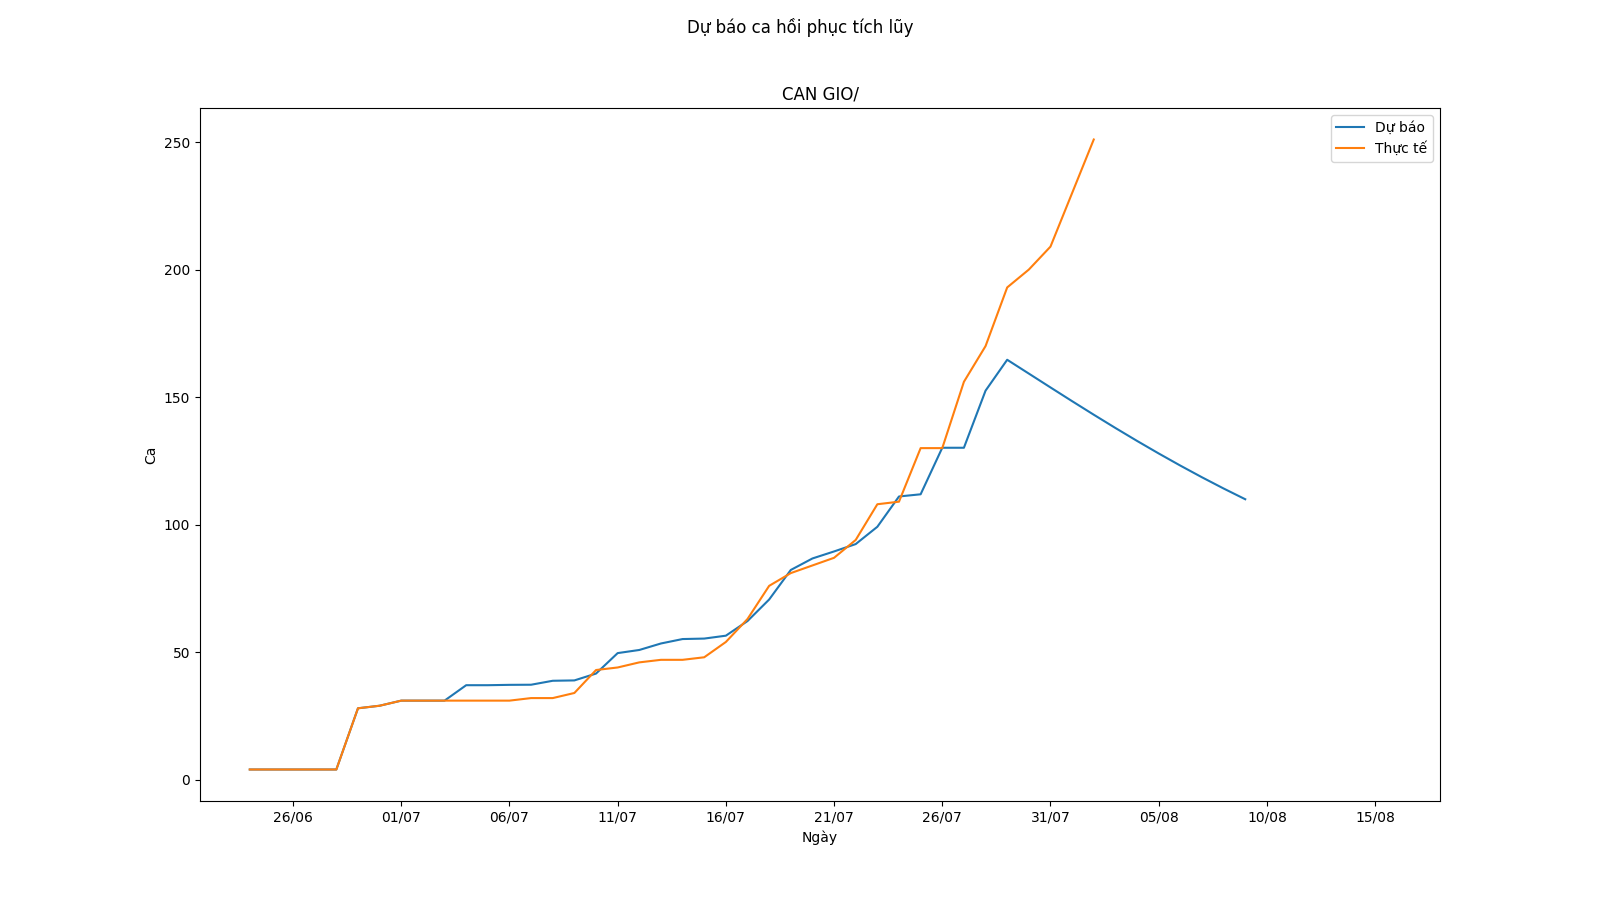 Dự báo ca hồi phục tích lũy
CAN GIO/
Dự báo
Thực tế
250
200
150
100
50
0
Ca
26/06 01/07 06/07 11/07 16/07 21/07 26/07 31/07 05/08 10/08 15/08
Ngày